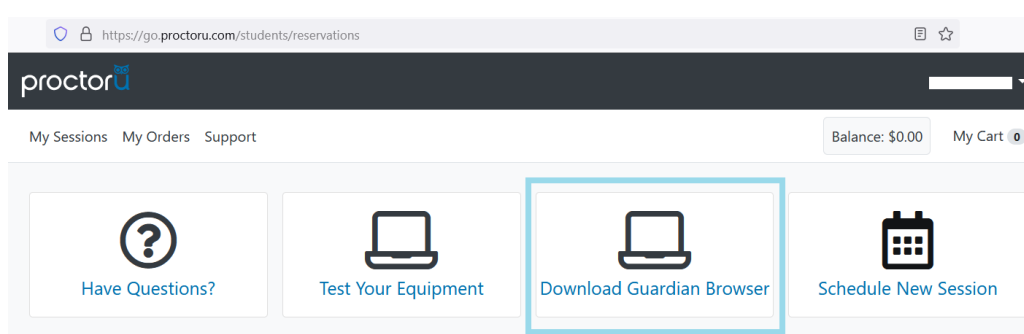 https://go.proctoru.com/students/reservations
proctoru
My Sessions My Orders Support Balance: $0.00 My Cart 0
Have Questions? Test Your Equipment Download Guardian Browser Schedule New Session